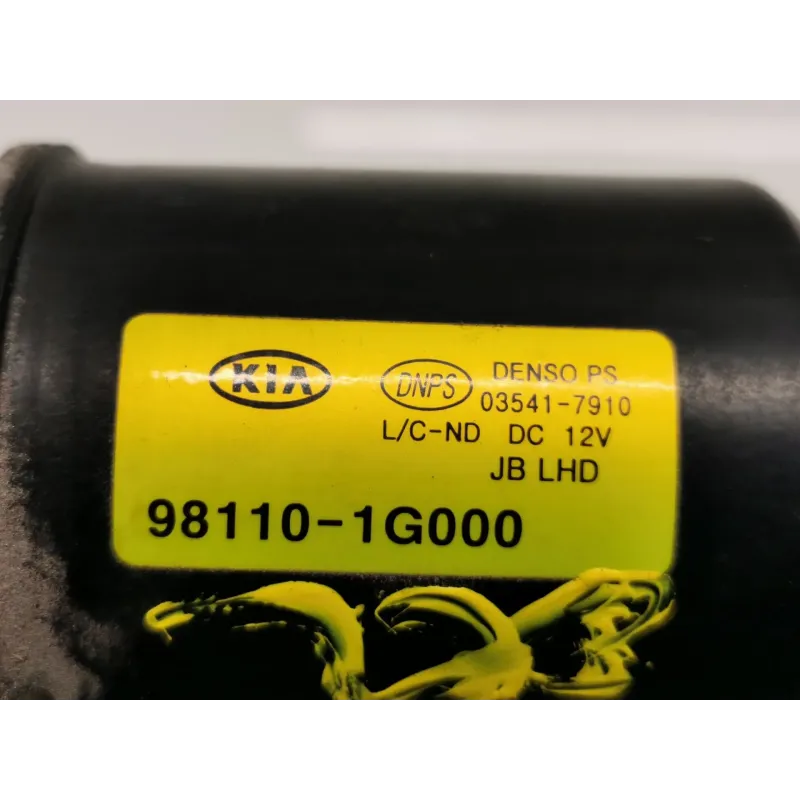 KIA DNPS DENSO PS
03541-7910
L/C-ND DC 12V
JB LHD
98110-1G000